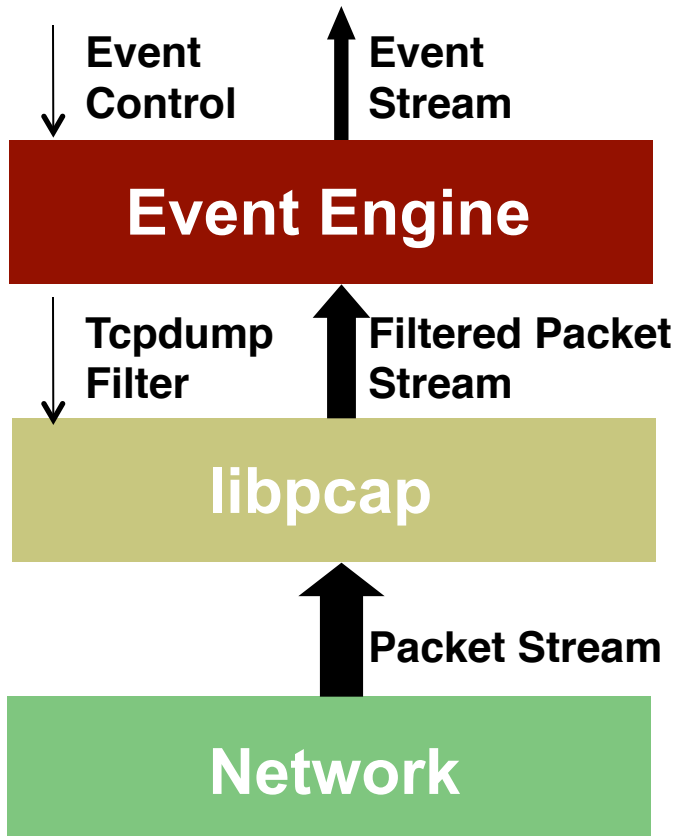 Event
Control
Event
Stream
Event Engine
Tcpdump
Filter
Filtered Packet
Stream
libpcap
Packet Stream
Network